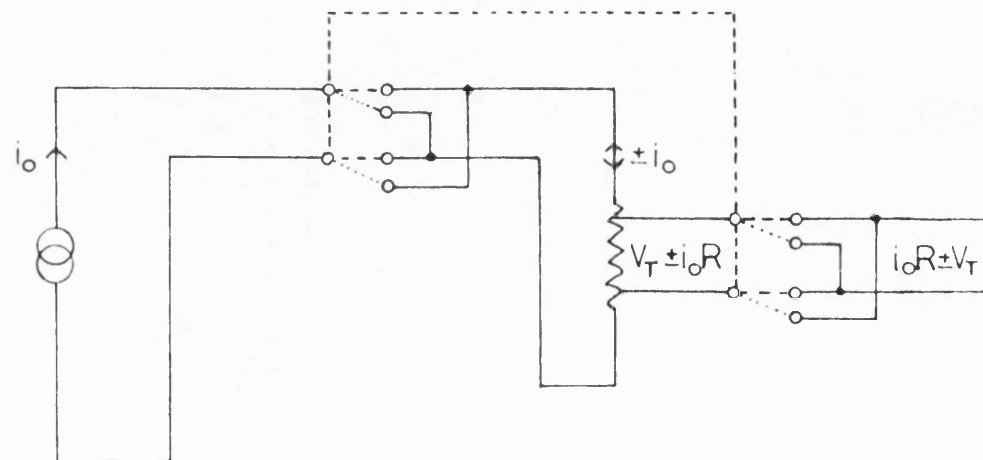 i₀
± i₀
V_T ± i₀R
i₀R ± V_T